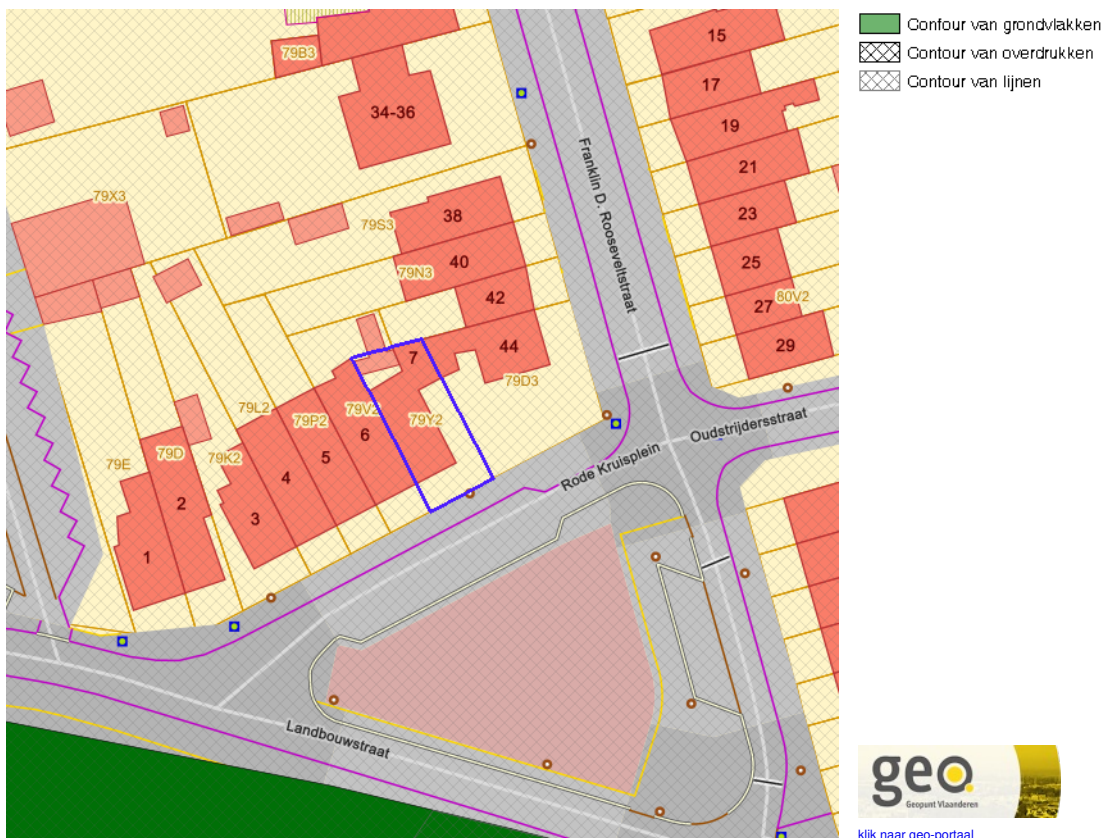 79B3
34-36
15
17
19
21
23
25
27
80V2
29
Franklin D. Rooseveltstraat
79X3
79S3
38
79N3
40
42
44
79D3
7
79Y2
79V2
6
79P2
5
79L2
4
79K2
3
79D
2
79E
1
Rode Kruisplein
Oudstrijdersstraat
Landbouwstraat
Contour van grondvlakken
Contour van overdrukken
Contour van lijnen
geo
Geopunt Vlaanderen
klik naar geo-portaal